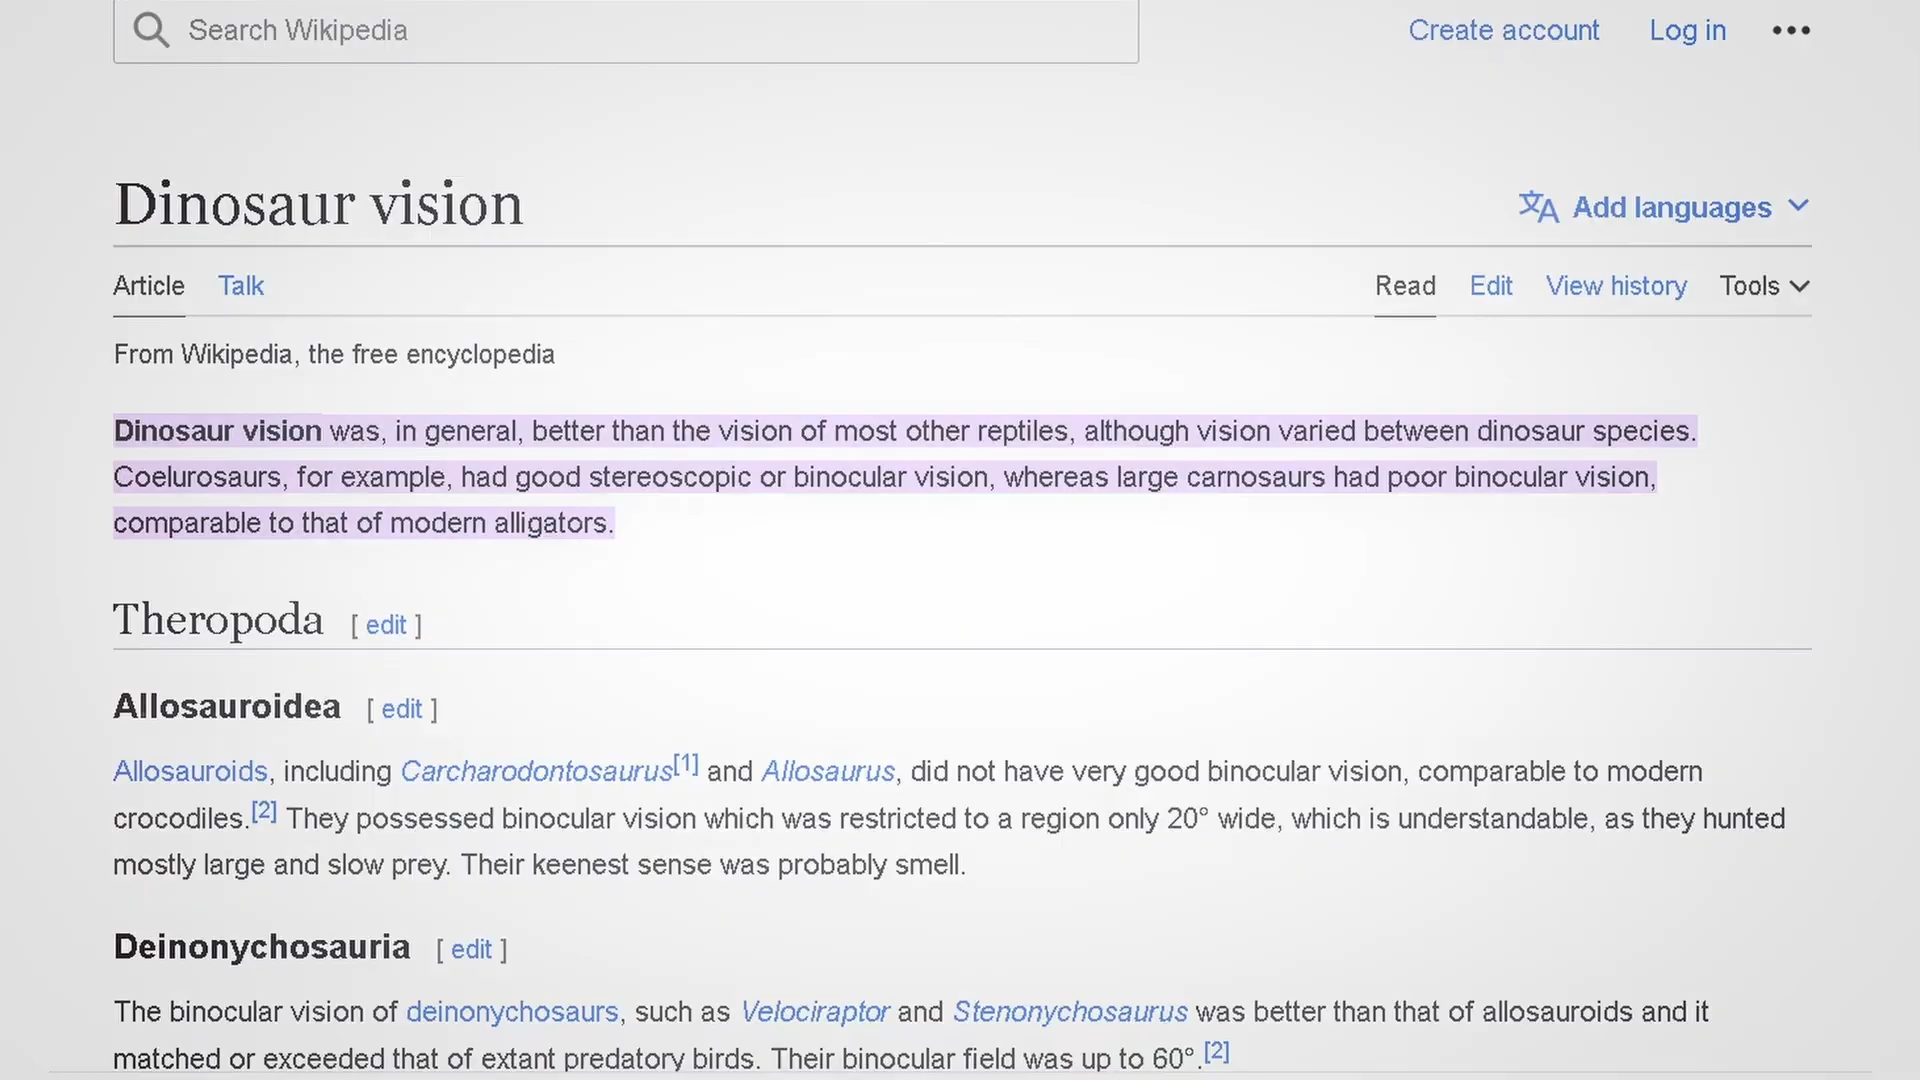 Search Wikipedia
Create account
Log in
Dinosaur vision
Add languages
Article
Talk
Read
Edit
View history
Tools
From Wikipedia, the free encyclopedia
Dinosaur vision was, in general, better than the vision of most other reptiles, although vision varied between dinosaur species.
Coelurosaurs, for example, had good stereoscopic or binocular vision, whereas large carnosaurs had poor binocular vision,
comparable to that of modern alligators.
Theropoda [ edit ]
Allosauroidea [ edit ]
Allosauroids, including Carcharodontosaurus[1] and Allosaurus, did not have very good binocular vision, comparable to modern
crocodiles.[2] They possessed binocular vision which was restricted to a region only 20° wide, which is understandable, as they hunted
mostly large and slow prey. Their keenest sense was probably smell.
Deinonychosauria [ edit ]
The binocular vision of deinonychosaurs, such as Velociraptor and Stenonychosaurus was better than that of allosauroids and it
matched or exceeded that of extant predatory birds. Their binocular field was up to 60°.[2]